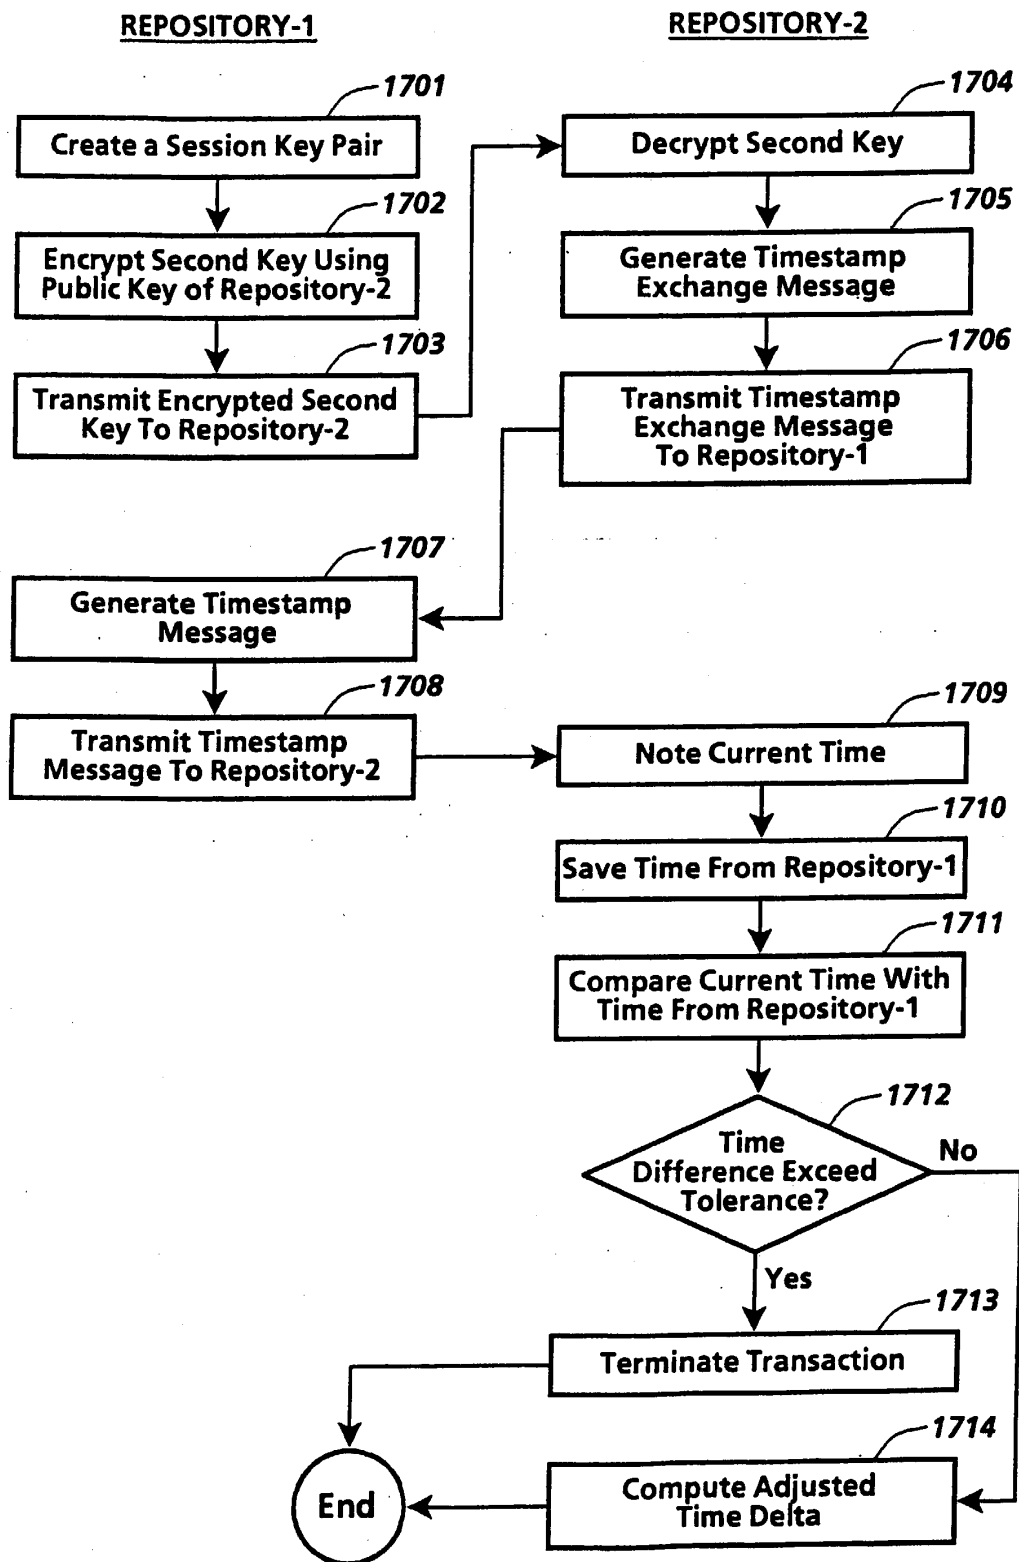 REPOSITORY-1
REPOSITORY-2
1701
Create a Session Key Pair
1702
Encrypt Second Key Using
Public Key of Repository-2
1703
Transmit Encrypted Second
Key To Repository-2
1704
Decrypt Second Key
1705
Generate Timestamp
Exchange Message
1706
Transmit Timestamp
Exchange Message
To Repository-1
1707
Generate Timestamp
Message
1708
Transmit Timestamp
Message To Repository-2
1709
Note Current Time
1710
Save Time From Repository-1
1711
Compare Current Time With
Time From Repository-1
1712
Time
Difference Exceed
Tolerance?
No
Yes
1713
Terminate Transaction
1714
Compute Adjusted
Time Delta
End